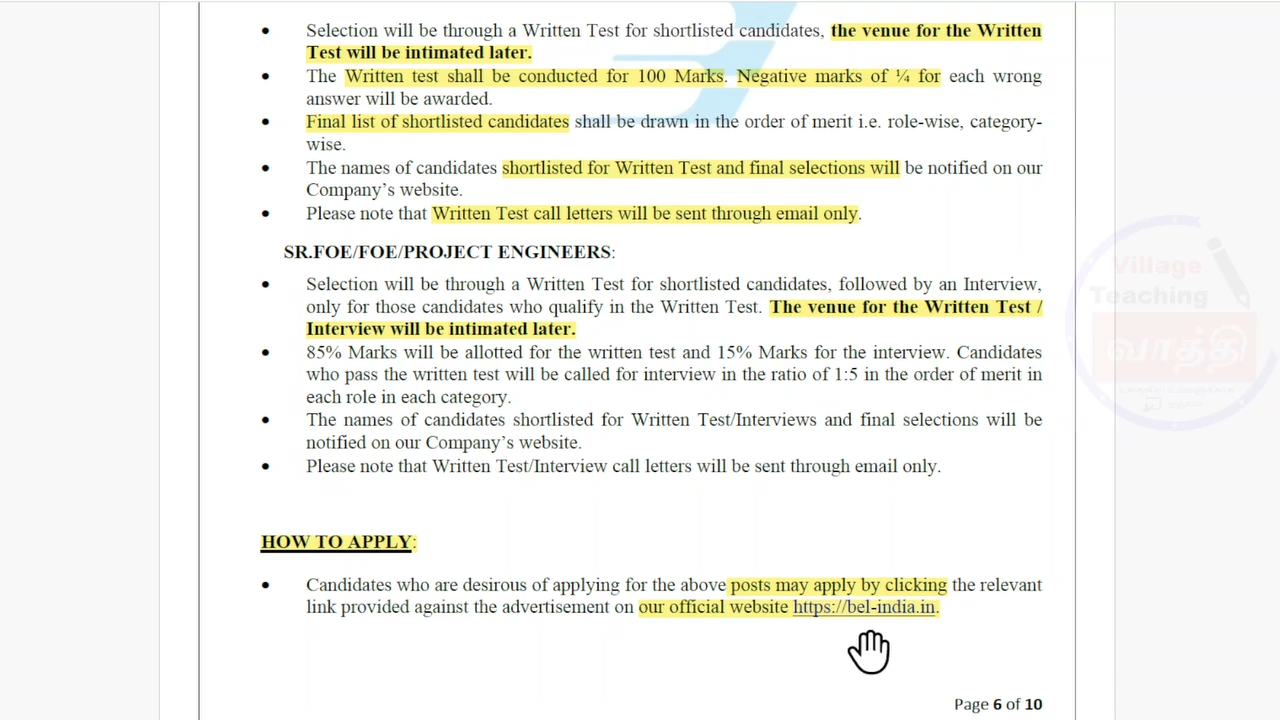 • Selection will be through a Written Test for shortlisted candidates, the venue for the Written
Test will be intimated later.
• The Written test shall be conducted for 100 Marks. Negative marks of ¼ for each wrong
answer will be awarded.
• Final list of shortlisted candidates shall be drawn in the order of merit i.e. role-wise, category-
wise.
• The names of candidates shortlisted for Written Test and final selections will be notified on our
Company’s website.
• Please note that Written Test call letters will be sent through email only.
SR.FOE/FOE/PROJECT ENGINEERS:
• Selection will be through a Written Test for shortlisted candidates, followed by an Interview,
only for those candidates who qualify in the Written Test. The venue for the Written Test /
Interview will be intimated later.
• 85% Marks will be allotted for the written test and 15% Marks for the interview. Candidates
who pass the written test will be called for interview in the ratio of 1:5 in the order of merit in
each role in each category.
• The names of candidates shortlisted for Written Test/Interviews and final selections will be
notified on our Company’s website.
• Please note that Written Test/Interview call letters will be sent through email only.
HOW TO APPLY:
• Candidates who are desirous of applying for the above posts may apply by clicking the relevant
link provided against the advertisement on our official website https://bel-india.in.
Page 6 of 10
Village
Teaching
வாத்தி